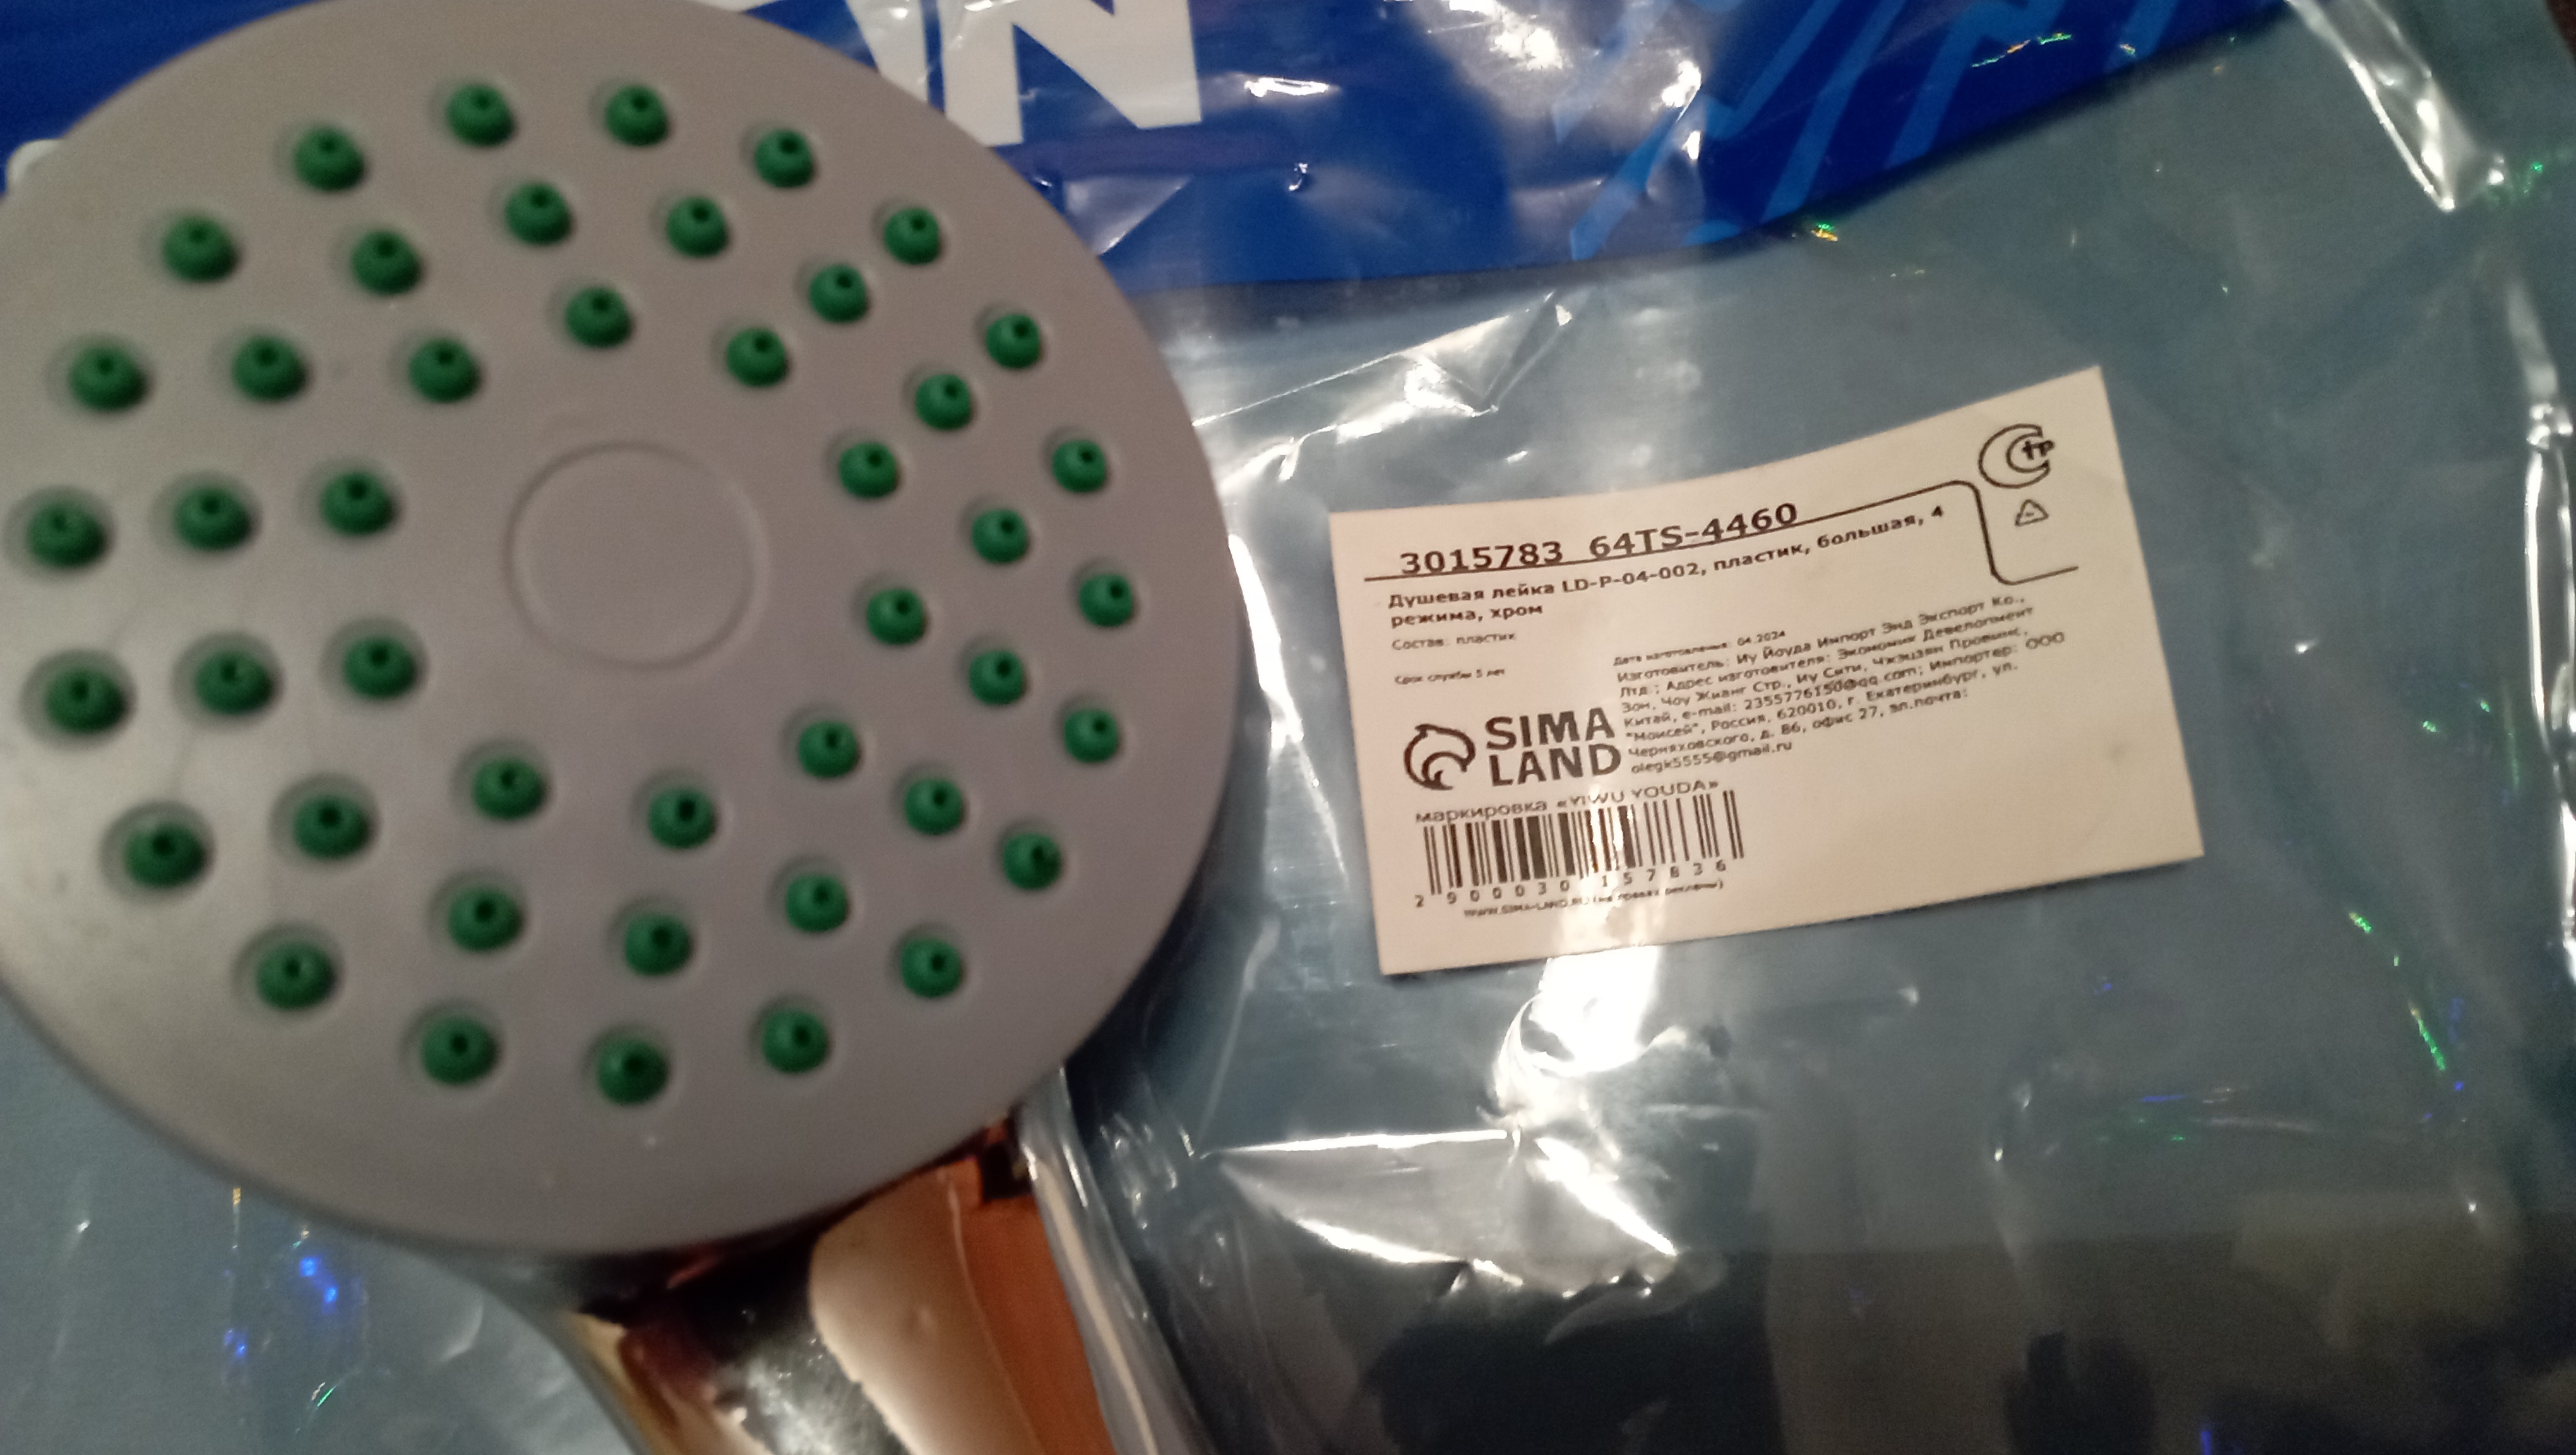 3015783 64TS-4460
Душевая лейка LD-P-04-002, пластик, большая, 4
режима, хром
Состав: пластик
Срок службы 5 лет
Дата изготовления: 04.2024
Изготовитель: Иу Йоуда Импорт Энд Экспорт Ко.,
Лтд.; Адрес изготовителя: Экономик Девелопмент
Зон, Чоу Жианг Стр., Иу Сити, Чжэцзян Провинс,
Китай, e-mail: 2355776150@qq.com; Импортер: ООО
"Моисей", Россия, 620010, г. Екатеринбург, ул.
Черняховского, д. 86, офис 27, эл.почта:
olegk5555@gmail.ru
SIMA
LAND
маркировка «YIWU YOUDA»
2 900030 157836
WWW.SIMA-LAND.RU (на правах рекламы)